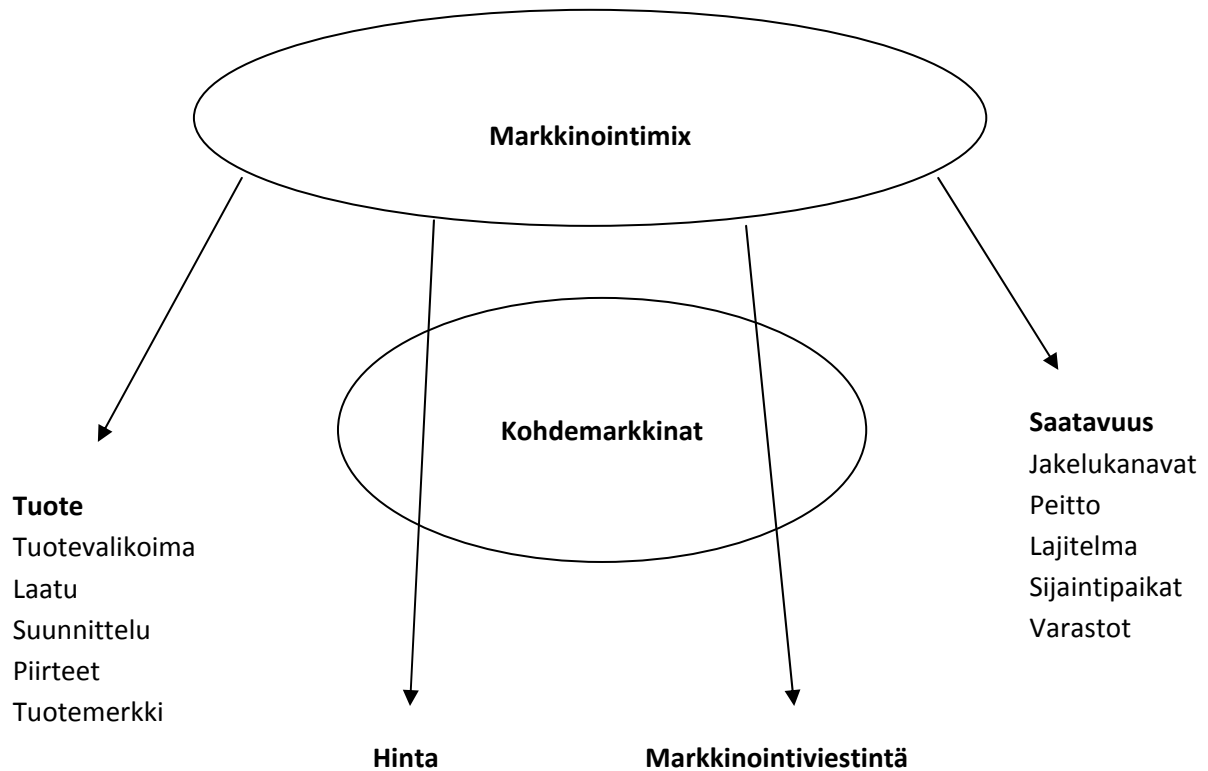 Markkinointimix
Kohdemarkkinat
Tuote
Tuotevalikoima
Laatu
Suunnittelu
Piirteet
Tuotemerkki
Hinta
Markkinointiviestintä
Saatavuus
Jakelukanavat
Peitto
Lajitelma
Sijaintipaikat
Varastot